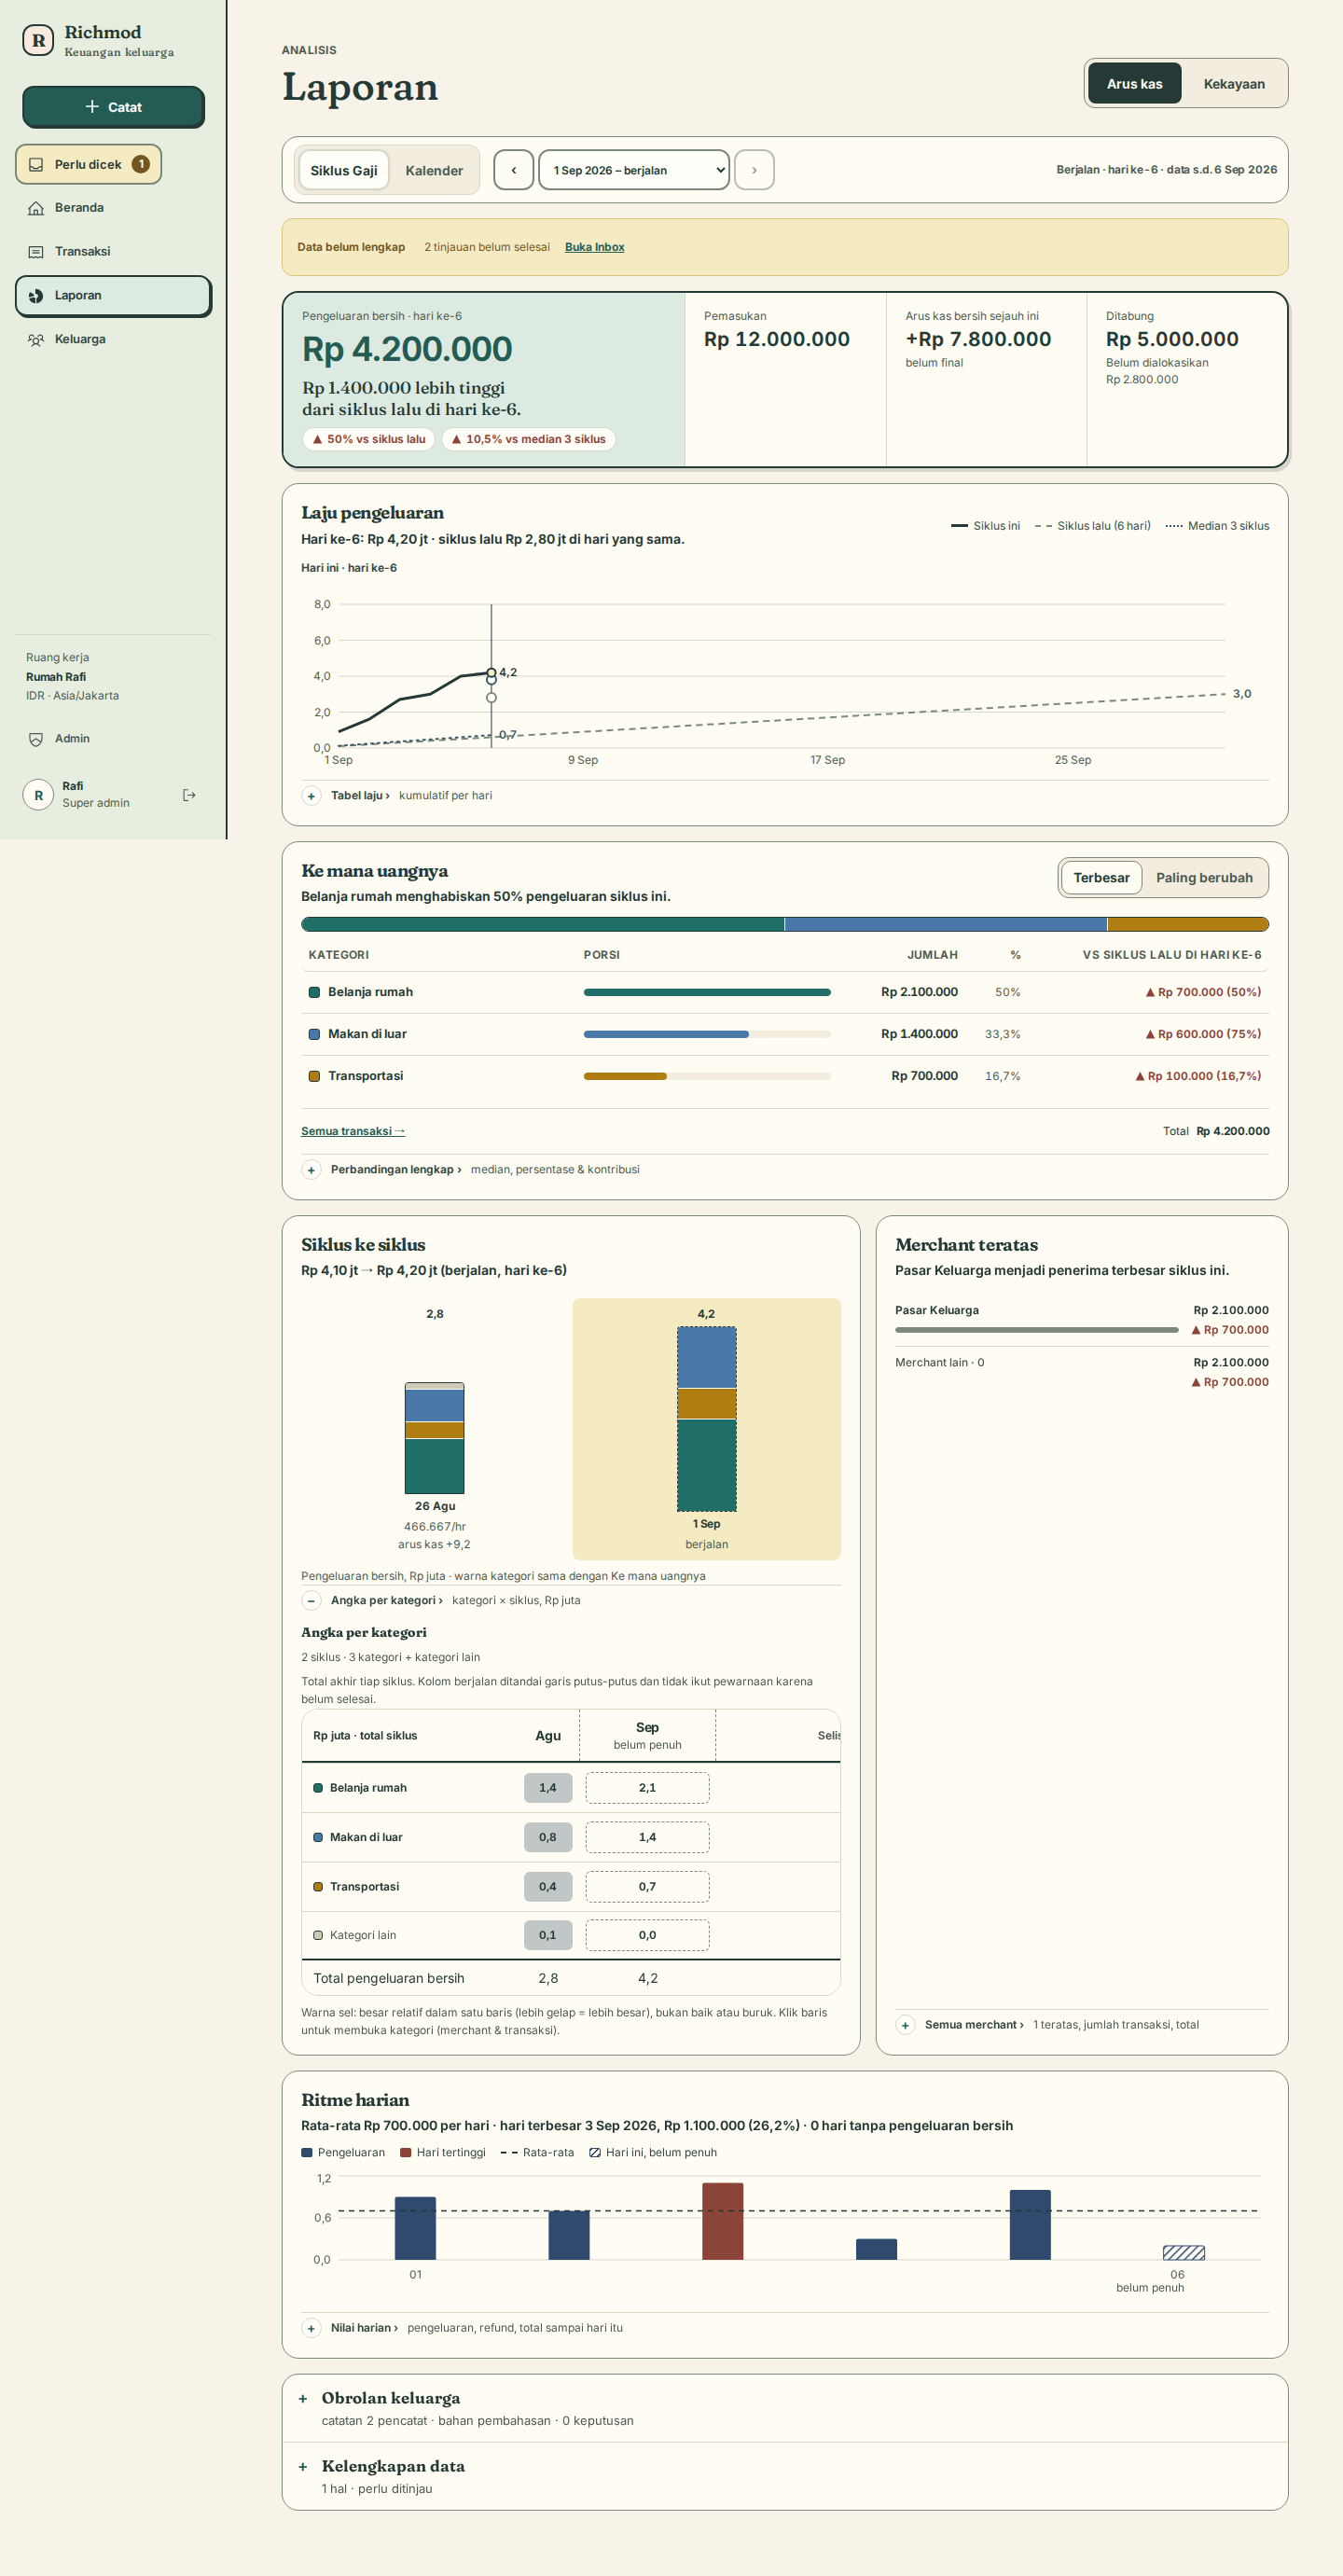 R
Richmod
Keuangan keluarga
+ Catat
Perlu dicek 1
Beranda
Transaksi
Laporan
Keluarga
Ruang kerja
Rumah Rafi
IDR · Asia/Jakarta
Admin
R
Rafi
Super admin
ANALISIS
Laporan
Arus kas Kekayaan
Siklus Gaji Kalender ‹ 1 Sep 2026 – berjalan › Berjalan · hari ke-6 · data s.d. 6 Sep 2026
Data belum lengkap 2 tinjauan belum selesai Buka Inbox
Pengeluaran bersih · hari ke-6
Rp 4.200.000
Rp 1.400.000 lebih tinggi
dari siklus lalu di hari ke-6.
▲ 50% vs siklus lalu ▲ 10,5% vs median 3 siklus
Pemasukan
Rp 12.000.000
Arus kas bersih sejauh ini
+Rp 7.800.000
belum final
Ditabung
Rp 5.000.000
Belum dialokasikan
Rp 2.800.000
Laju pengeluaran
Hari ke-6: Rp 4,20 jt · siklus lalu Rp 2,80 jt di hari yang sama.
Siklus ini Siklus lalu (6 hari) Median 3 siklus
Hari ini · hari ke-6
8,0
6,0
4,0
2,0
0,0
4,2
0,7
3,0
1 Sep 9 Sep 17 Sep 25 Sep
+ Tabel laju › kumulatif per hari
Ke mana uangnya
Belanja rumah menghabiskan 50% pengeluaran siklus ini.
Terbesar Paling berubah
KATEGORI PORSI JUMLAH % VS SIKLUS LALU DI HARI KE-6
Belanja rumah Rp 2.100.000 50% ▲ Rp 700.000 (50%)
Makan di luar Rp 1.400.000 33,3% ▲ Rp 600.000 (75%)
Transportasi Rp 700.000 16,7% ▲ Rp 100.000 (16,7%)
Semua transaksi → Total Rp 4.200.000
+ Perbandingan lengkap › median, persentase & kontribusi
Siklus ke siklus
Rp 4,10 jt → Rp 4,20 jt (berjalan, hari ke-6)
2,8
26 Agu
466.667/hr
arus kas +9,2
4,2
1 Sep
berjalan
Pengeluaran bersih, Rp juta · warna kategori sama dengan Ke mana uangnya
− Angka per kategori › kategori × siklus, Rp juta
Angka per kategori
2 siklus · 3 kategori + kategori lain
Total akhir tiap siklus. Kolom berjalan ditandai garis putus-putus dan tidak ikut pewarnaan karena
belum selesai.
Rp juta · total siklus Agu Sep Selis
belum penuh
Belanja rumah 1,4 2,1
Makan di luar 0,8 1,4
Transportasi 0,4 0,7
Kategori lain 0,1 0,0
Total pengeluaran bersih 2,8 4,2
Warna sel: besar relatif dalam satu baris (lebih gelap = lebih besar), bukan baik atau buruk. Klik baris
untuk membuka kategori (merchant & transaksi).
Merchant teratas
Pasar Keluarga menjadi penerima terbesar siklus ini.
Pasar Keluarga Rp 2.100.000
▲ Rp 700.000
Merchant lain · 0 Rp 2.100.000
▲ Rp 700.000
+ Semua merchant › 1 teratas, jumlah transaksi, total
Ritme harian
Rata-rata Rp 700.000 per hari · hari terbesar 3 Sep 2026, Rp 1.100.000 (26,2%) · 0 hari tanpa pengeluaran bersih
Pengeluaran Hari tertinggi Rata-rata Hari ini, belum penuh
1,2
0,6
0,0
01 06
belum penuh
+ Nilai harian › pengeluaran, refund, total sampai hari itu
+ Obrolan keluarga
catatan 2 pencatat · bahan pembahasan · 0 keputusan
+ Kelengkapan data
1 hal · perlu ditinjau